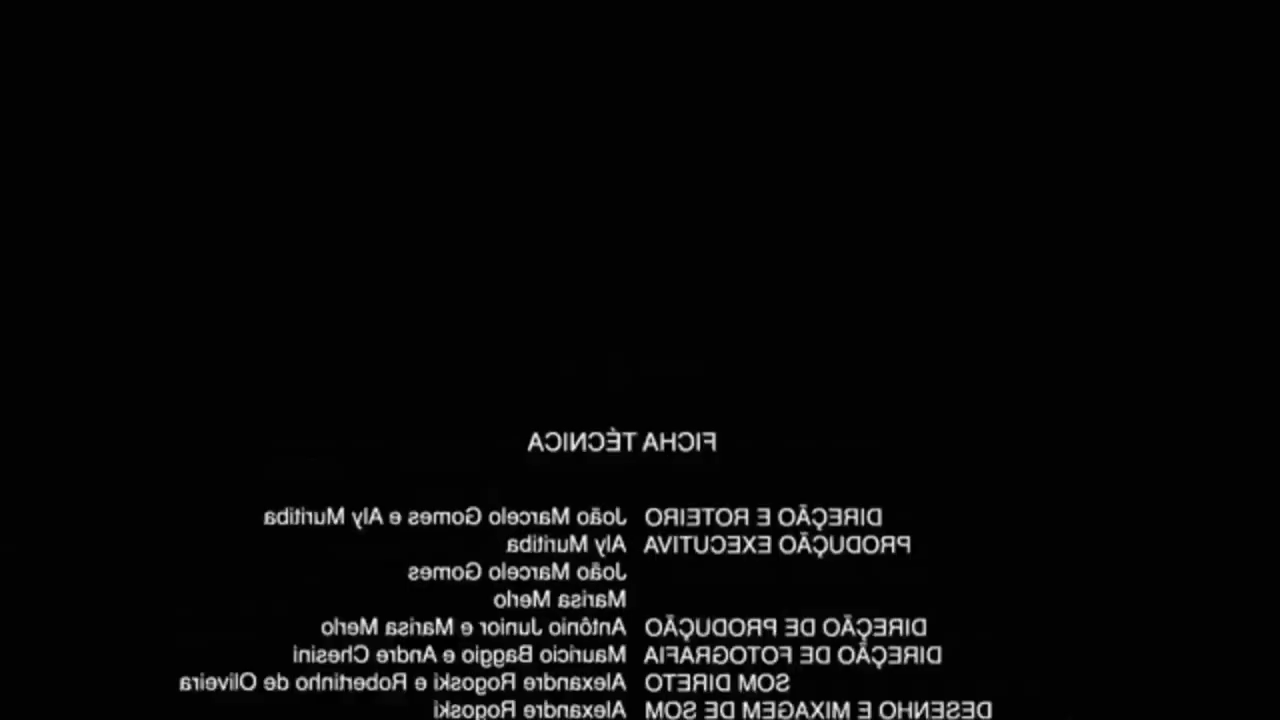 FICHA TÉCNICA
DIREÇÃO E ROTEIRO João Marcelo Gomes e Aly Muritiba
PRODUÇÃO EXECUTIVA Aly Muritiba
João Marcelo Gomes
Marisa Merlo
DIREÇÃO DE PRODUÇÃO Antônio Junior e Marisa Merlo
DIREÇÃO DE FOTOGRAFIA Mauricio Baggio e Andre Chesini
SOM DIRETO Alexandre Rogoski e Robertinho de Oliveira
DESENHO E MIXAGEM DE SOM Alexandre Rogoski